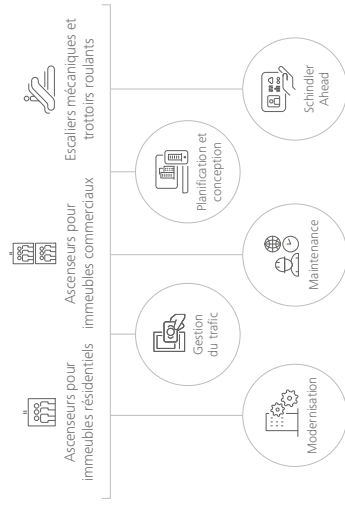 Ascenseurs pour
immeubles résidentiels
Ascenseurs pour
immeubles commerciaux
Escaliers mécaniques et
trottoirs roulants
Gestion
du trafic
Planification et
conception
Modernisation
Maintenance
Schindler
Ahead